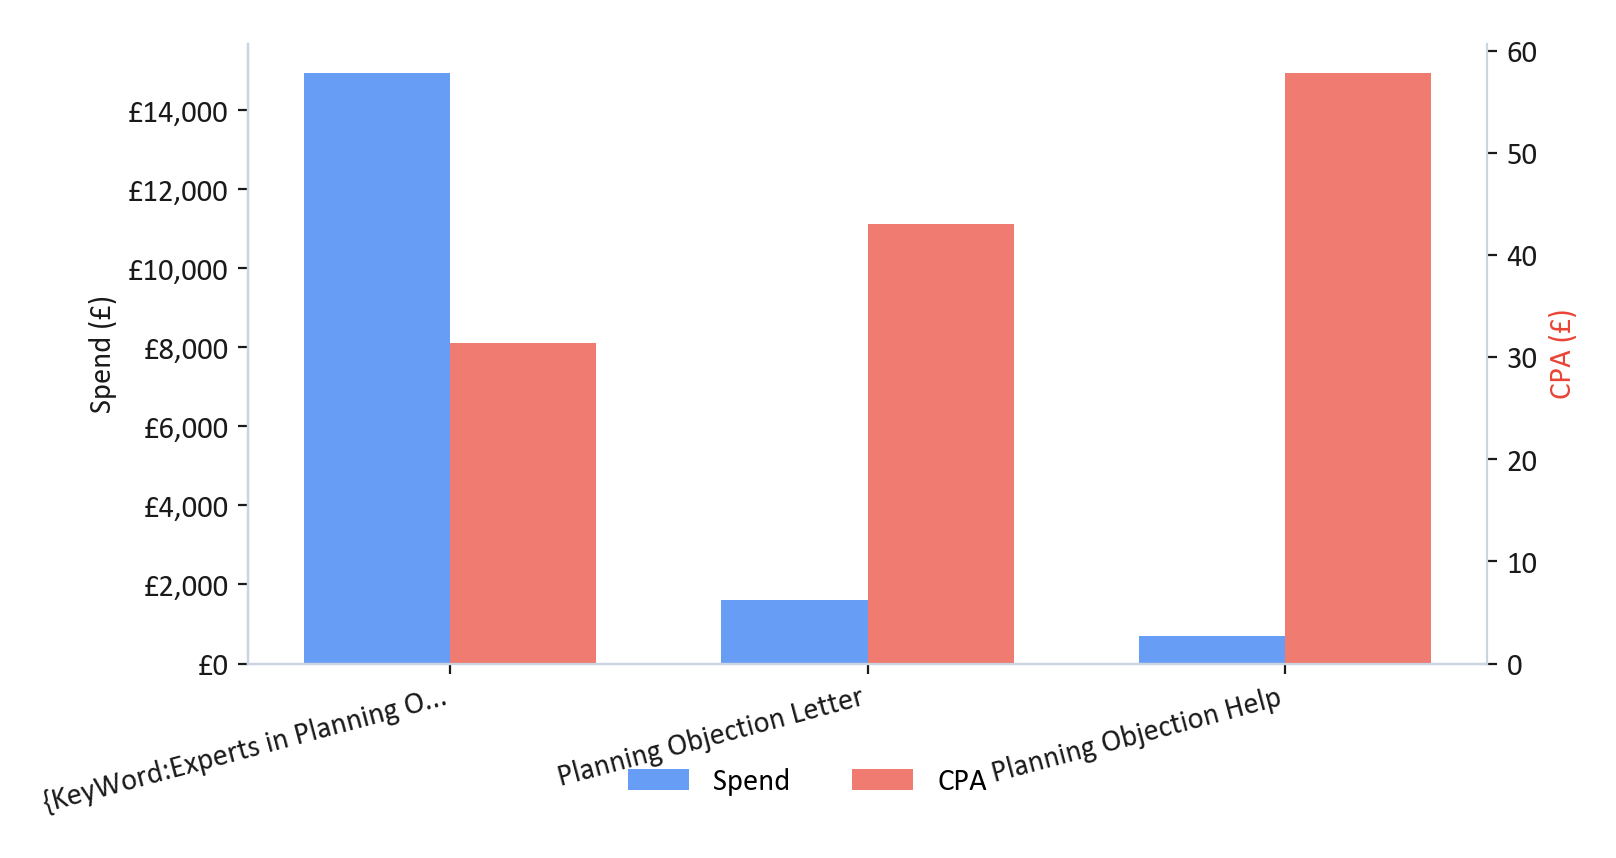 Spend (£)
£14,000
£12,000
£10,000
£8,000
£6,000
£4,000
£2,000
£0
60
50
40
30
20
10
0
CPA (£)
{KeyWord:Experts in Planning O...
Planning Objection Letter
Planning Objection Help
Spend
CPA